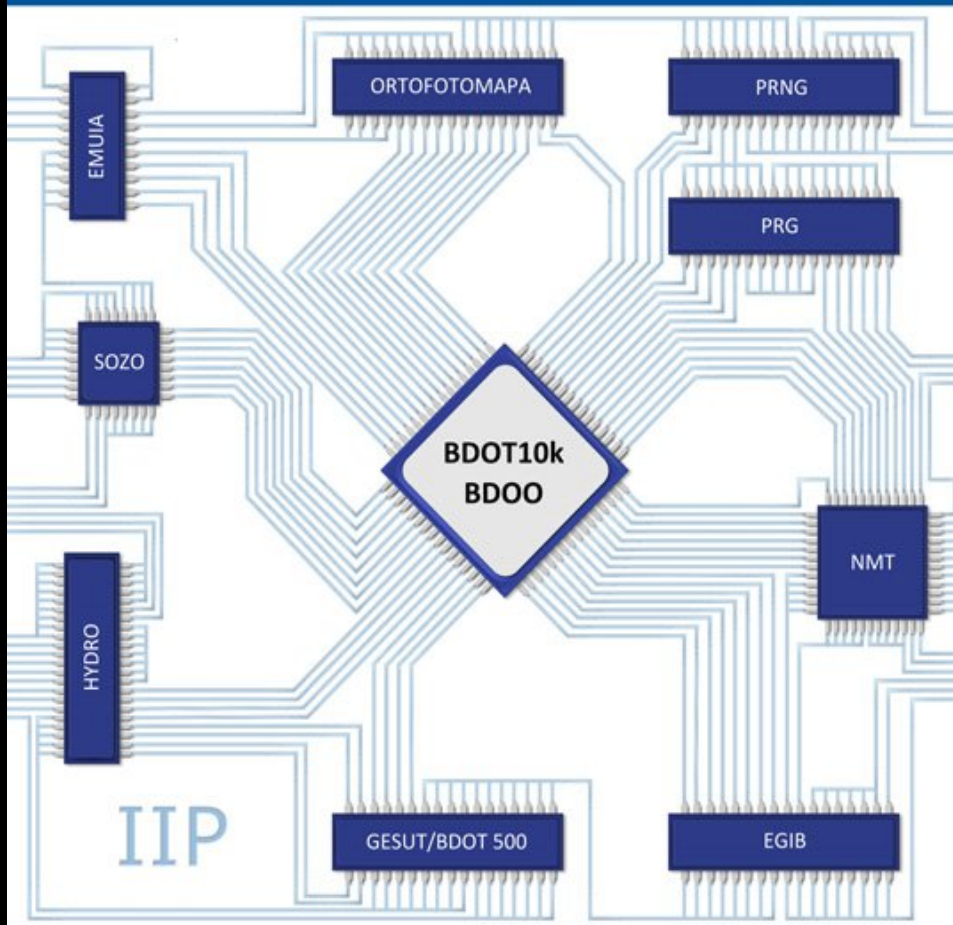 ORTOFOTOMAPA
PRNG
EMUIA
PRG
SOZO
BDOT10k
BDOO
NMT
HYDRO
IIP
GESUT/BDOT 500
EGIB